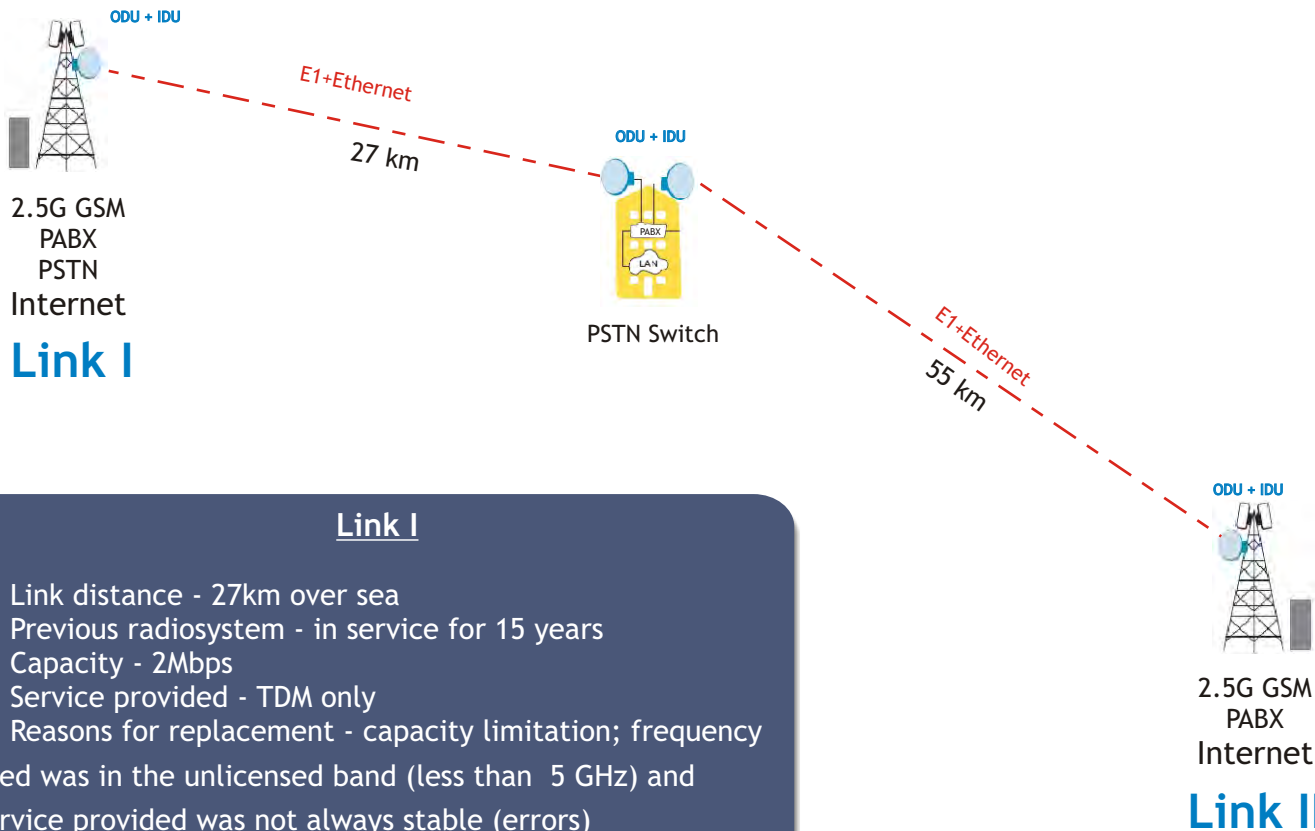 ODU + IDU
E1+Ethernet
27 km
2.5G GSM
PABX
PSTN
Internet
Link I
ODU + IDU
PABX
LAN
PSTN Switch
E1+Ethernet
55 km
ODU + IDU
2.5G GSM
PABX
Internet
Link I
Link distance - 27km over sea
Previous radiosystem - in service for 15 years
Capacity - 2Mbps
Service provided - TDM only
Reasons for replacement - capacity limitation; frequency
was in the unlicensed band (less than 5 GHz) and
provided was not always stable (errors)
Link